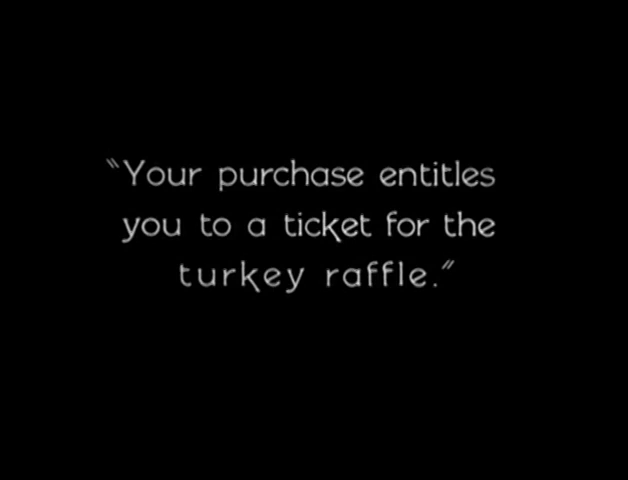 "Your purchase entitles
you to a ticket for the
turkey raffle."